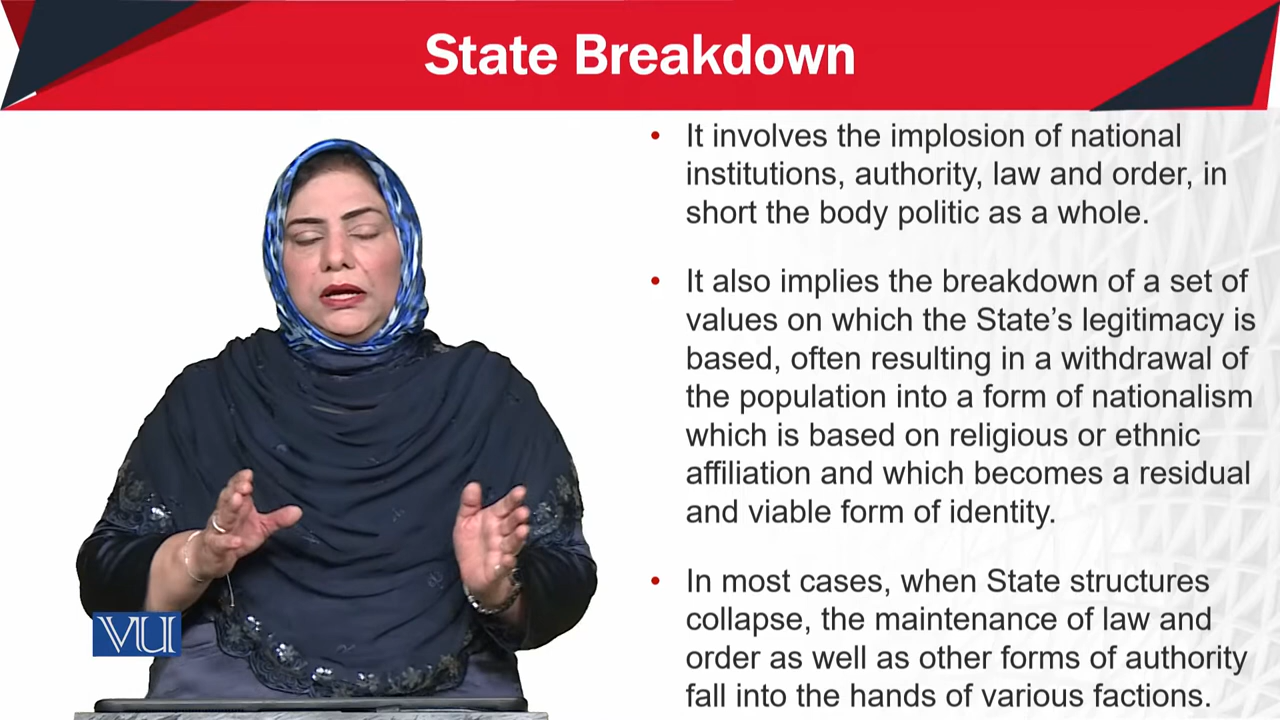 State Breakdown
• It involves the implosion of national
institutions, authority, law and order, in
short the body politic as a whole.
• It also implies the breakdown of a set of
values on which the State’s legitimacy is
based, often resulting in a withdrawal of
the population into a form of nationalism
which is based on religious or ethnic
affiliation and which becomes a residual
and viable form of identity.
• In most cases, when State structures
collapse, the maintenance of law and
order as well as other forms of authority
fall into the hands of various factions.
VU